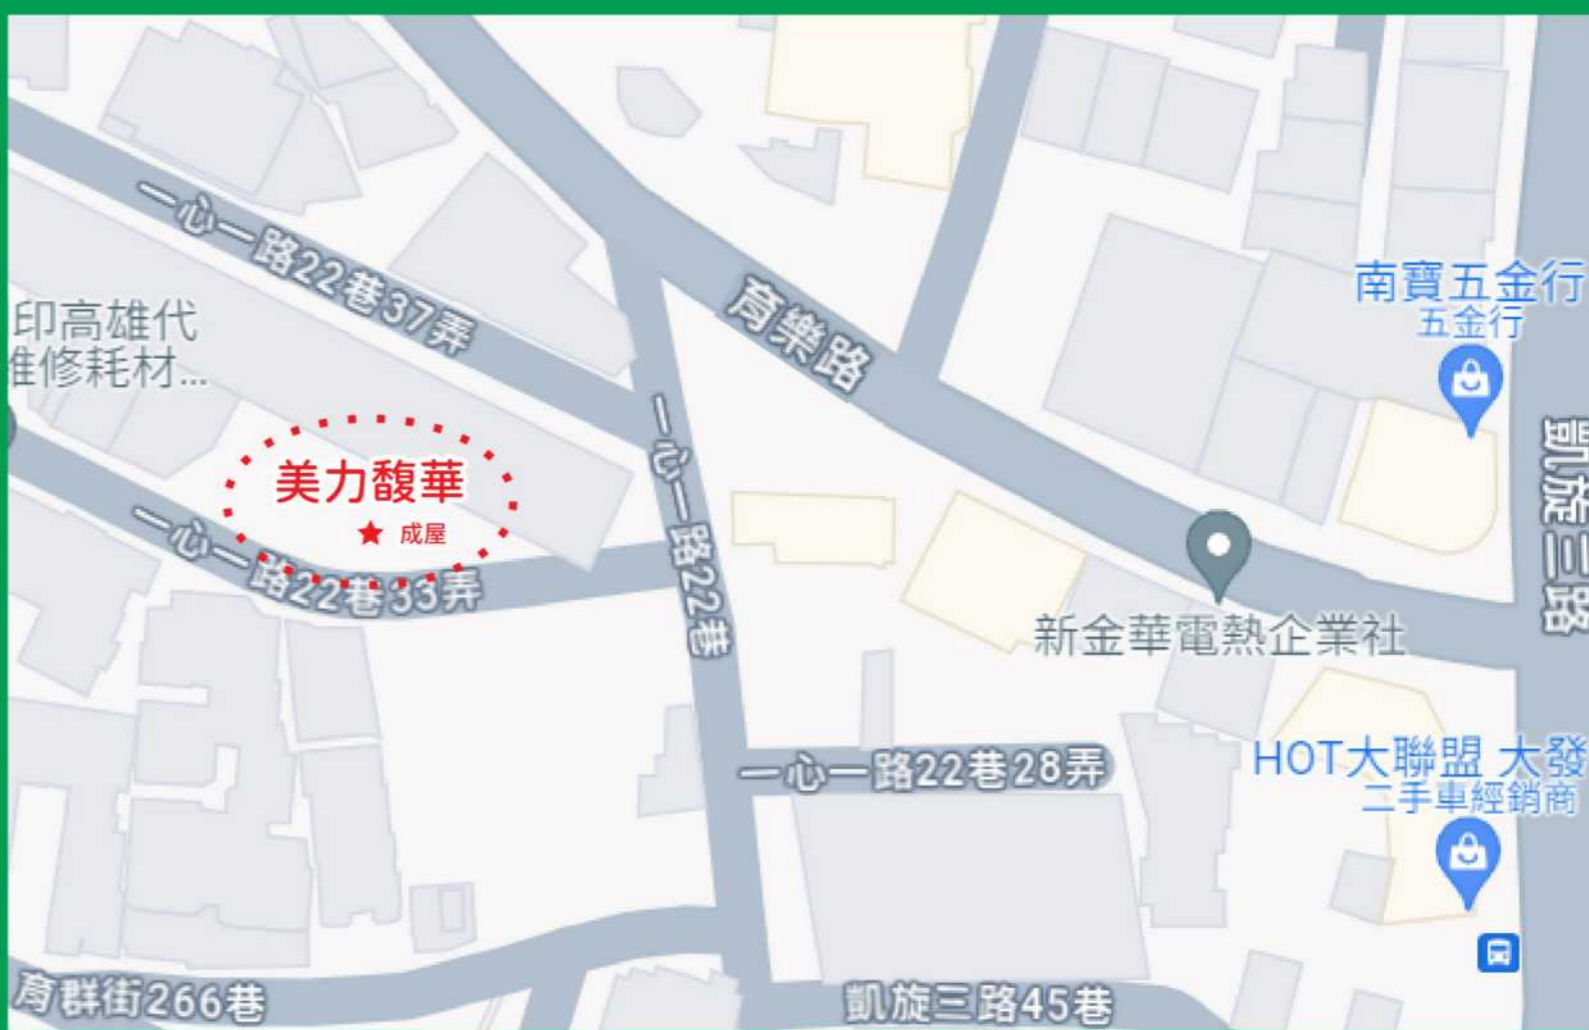 一心一路22巷37弄
育樂路
南寶五金行
五金行
印高雄代
維修耗材...
凱旋三路
美力馥華
成屋
一心一路22巷
一心一路22巷33弄
新金華電熱企業社
HOT大聯盟 大發
二手車經銷商
一心一路22巷28弄
育群街266巷
凱旋三路45巷